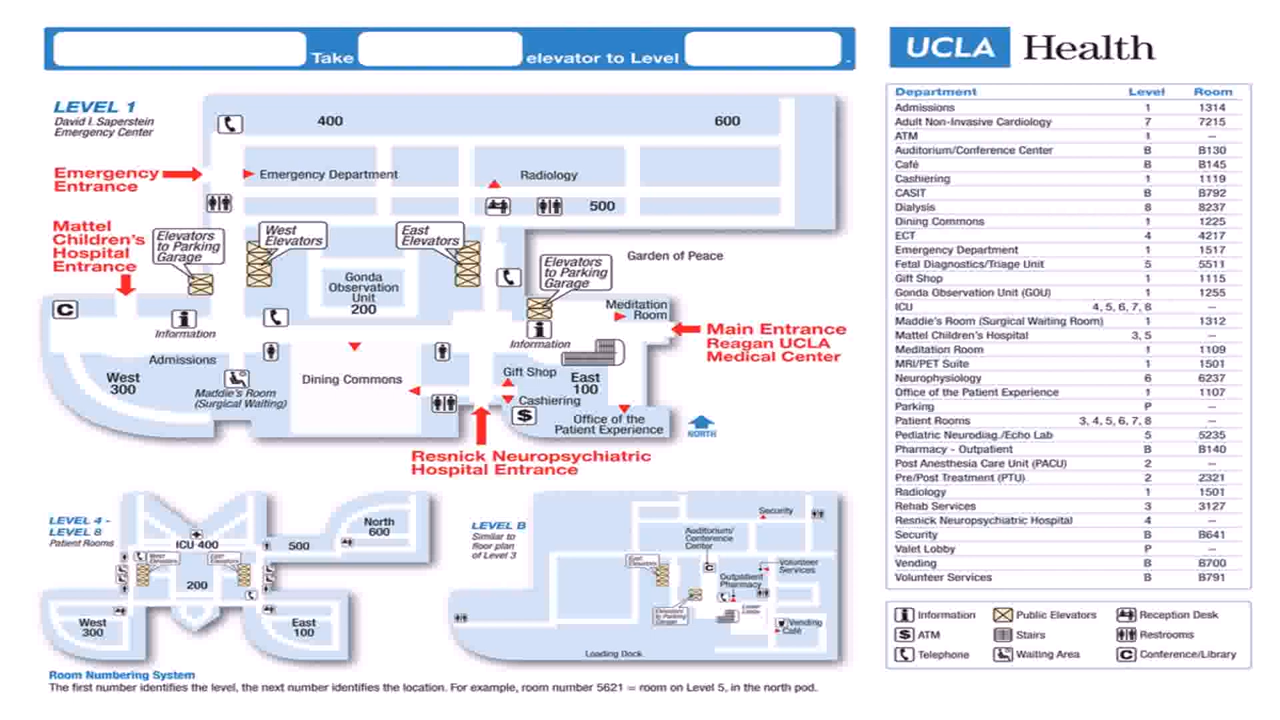 Take elevator to Level .
UCLA Health
LEVEL 1
David I. Saperstein
Emergency Center
400
600
Emergency
Entrance
Emergency Department
Radiology
500
Mattel
Children's
Hospital
Entrance
Elevators
to Parking
Garage
West
Elevators
East
Elevators
Elevators
to Parking
Garage
Garden of Peace
Gonda
Observation
Unit
200
Meditation
Room
C
Information
Information
Main Entrance
Reagan UCLA
Medical Center
Admissions
West
300
Maddie's Room
(Surgical Waiting)
Dining Commons
Gift Shop
East
100
Cashiering
$
Office of the
Patient Experience
NORTH
Resnick Neuropsychiatric
Hospital Entrance
LEVEL 4 -
LEVEL 8
Patient Rooms
ICU 400
500
North
600
West
Elevators
East
Elevators
200
West
300
East
100
LEVEL B
Similar to
floor plan
of Level 3
Security
Auditorium/
Conference
Center
C
East
Elevators
Volunteer
Services
Outpatient
Pharmacy
Elevators
to Parking
Garage
Vending
Café
Loading Dock
Room Numbering System
The first number identifies the level, the next number identifies the location. For example, room number 5621 = room on Level 5, in the north pod.
Department Level Room
Admissions 1 1314
Adult Non-Invasive Cardiology 7 7215
ATM 1 –
Auditorium/Conference Center B B130
Café B B145
Cashiering 1 1119
CASIT B B792
Dialysis 8 8237
Dining Commons 1 1225
ECT 4 4217
Emergency Department 1 1517
Fetal Diagnostics/Triage Unit 5 5511
Gift Shop 1 1115
Gonda Observation Unit (GOU) 1 1255
ICU 4, 5, 6, 7, 8 –
Maddie's Room (Surgical Waiting Room) 1 1312
Mattel Children's Hospital 3, 5 –
Meditation Room 1 1109
MRI/PET Suite 1 1501
Neurophysiology 6 6237
Office of the Patient Experience 1 1107
Parking P –
Patient Rooms 3, 4, 5, 6, 7, 8 –
Pediatric Neurodiag./Echo Lab 5 5235
Pharmacy - Outpatient B B140
Post Anesthesia Care Unit (PACU) 2 –
Pre/Post Treatment (PTU) 2 2321
Radiology 1 1501
Rehab Services 3 3127
Resnick Neuropsychiatric Hospital 4 –
Security B B641
Valet Lobby P –
Vending B B700
Volunteer Services B B791
i Information
Public Elevators
Reception Desk
$ ATM
Stairs
Restrooms
Telephone
Waiting Area
C Conference/Library